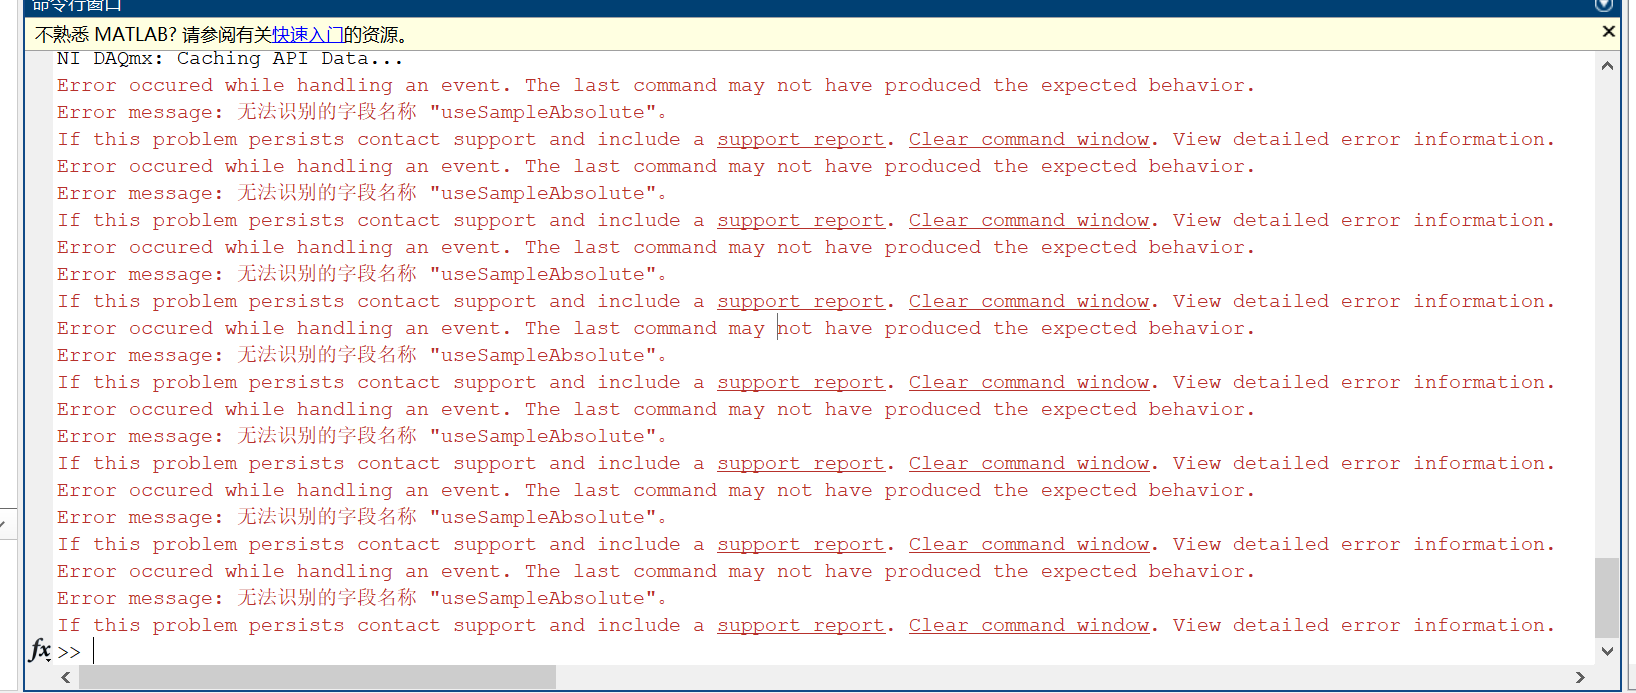 命令行窗口
不熟悉 MATLAB? 请参阅有关快速入门的资源。
NI DAQmx: Caching API Data...
Error occured while handling an event. The last command may not have produced the expected behavior.
Error message: 无法识别的字段名称 "useSampleAbsolute"。
If this problem persists contact support and include a support report. Clear command window. View detailed error information.
Error occured while handling an event. The last command may not have produced the expected behavior.
Error message: 无法识别的字段名称 "useSampleAbsolute"。
If this problem persists contact support and include a support report. Clear command window. View detailed error information.
Error occured while handling an event. The last command may not have produced the expected behavior.
Error message: 无法识别的字段名称 "useSampleAbsolute"。
If this problem persists contact support and include a support report. Clear command window. View detailed error information.
Error occured while handling an event. The last command may not have produced the expected behavior.
Error message: 无法识别的字段名称 "useSampleAbsolute"。
If this problem persists contact support and include a support report. Clear command window. View detailed error information.
Error occured while handling an event. The last command may not have produced the expected behavior.
Error message: 无法识别的字段名称 "useSampleAbsolute"。
If this problem persists contact support and include a support report. Clear command window. View detailed error information.
Error occured while handling an event. The last command may not have produced the expected behavior.
Error message: 无法识别的字段名称 "useSampleAbsolute"。
If this problem persists contact support and include a support report. Clear command window. View detailed error information.
Error occured while handling an event. The last command may not have produced the expected behavior.
Error message: 无法识别的字段名称 "useSampleAbsolute"。
If this problem persists contact support and include a support report. Clear command window. View detailed error information.
fx >>